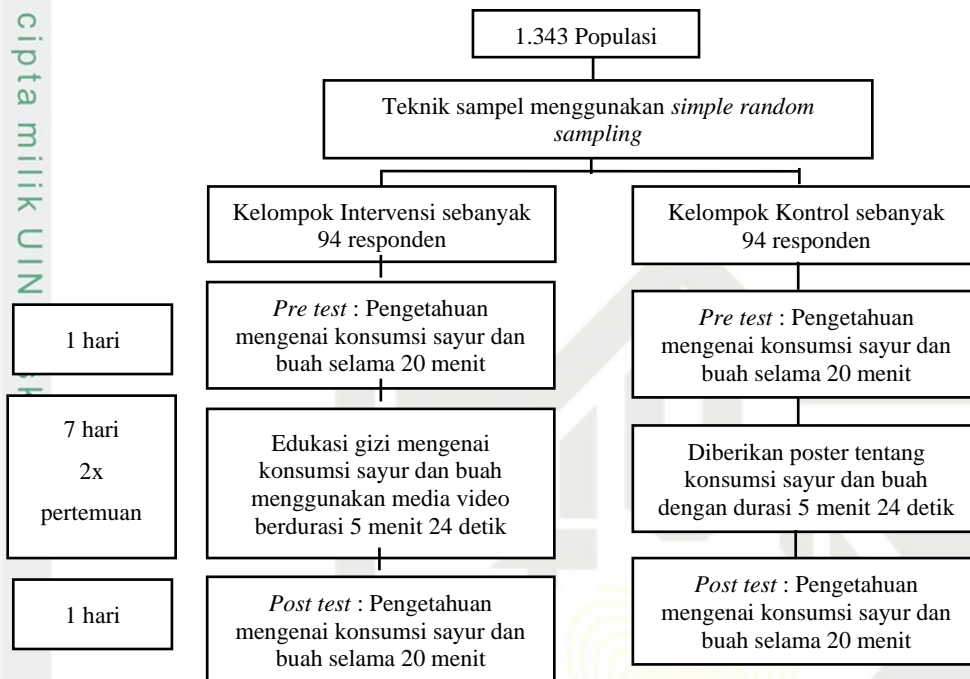 cipta milik UIN
1.343 Populasi
Teknik sampel menggunakan simple random
sampling
Kelompok Intervensi sebanyak
94 responden
Kelompok Kontrol sebanyak
94 responden
1 hari
Pre test : Pengetahuan
mengenai konsumsi sayur dan
buah selama 20 menit
Pre test : Pengetahuan
mengenai konsumsi sayur dan
buah selama 20 menit
7 hari
2x
pertemuan
Edukasi gizi mengenai
konsumsi sayur dan buah
menggunakan media video
berdurasi 5 menit 24 detik
Diberikan poster tentang
konsumsi sayur dan buah
dengan durasi 5 menit 24 detik
1 hari
Post test : Pengetahuan
mengenai konsumsi sayur dan
buah selama 20 menit
Post test : Pengetahuan
mengenai konsumsi sayur dan
buah selama 20 menit